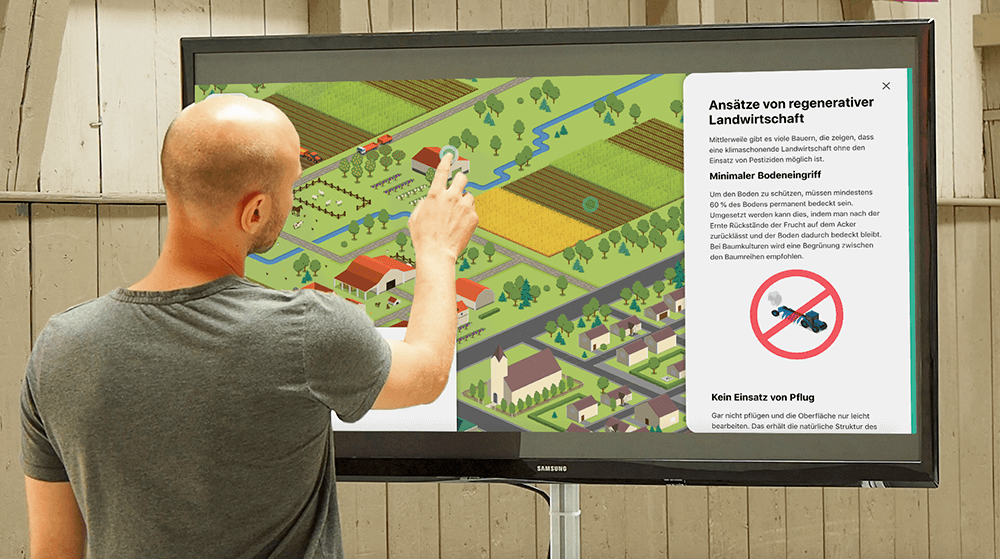 Ansätze von regenerativer
Landwirtschaft
Mittlerweile gibt es viele Bauern, die zeigen, dass
eine klimaschonende Landwirtschaft ohne den
Einsatz von Pestiziden möglich ist.
Minimaler Bodeneingriff
Um den Boden zu schützen, müssen mindestens
60 % des Bodens permanent bedeckt sein.
Umgesetzt werden kann dies, indem man nach der
Ernte Rückstände der Frucht auf dem Acker
zurücklässt und der Boden dadurch bedeckt bleibt.
Bei Baumkulturen wird eine Begrünung zwischen
den Baumreihen empfohlen.
Kein Einsatz von Pflug
Gar nicht pflügen und die Oberfläche nur leicht
bearbeiten. Das erhält die natürliche Struktur des
SAMSUNG